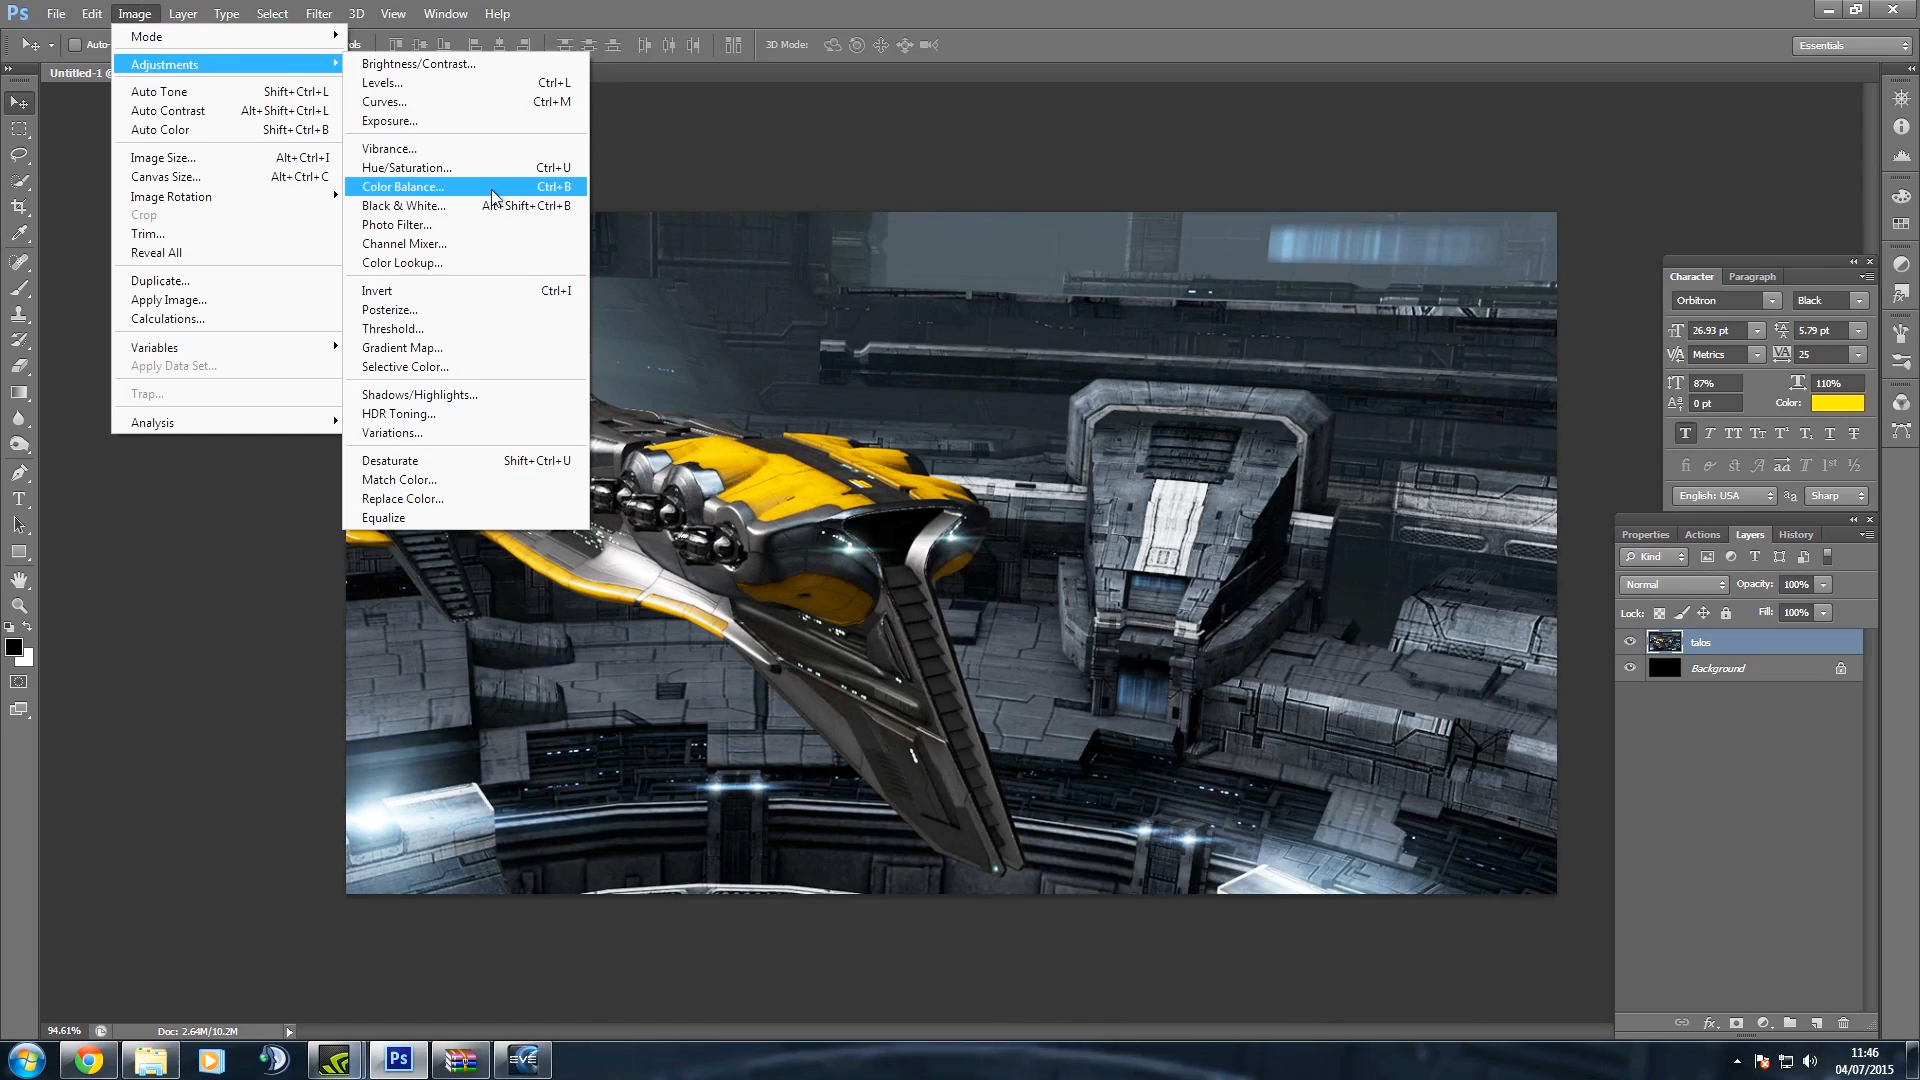 Ps File Edit Image Layer Type Select Filter 3D View Window Help
Auto-
ols
3D Mode:
Essentials
Untitled-1 @
Mode
Adjustments
Auto Tone Shift+Ctrl+L
Auto Contrast Alt+Shift+Ctrl+L
Auto Color Shift+Ctrl+B
Image Size... Alt+Ctrl+I
Canvas Size... Alt+Ctrl+C
Image Rotation
Crop
Trim...
Reveal All
Duplicate...
Apply Image...
Calculations...
Variables
Apply Data Set...
Trap...
Analysis
Brightness/Contrast...
Levels... Ctrl+L
Curves... Ctrl+M
Exposure...
Vibrance...
Hue/Saturation... Ctrl+U
Color Balance... Ctrl+B
Black & White... Alt+Shift+Ctrl+B
Photo Filter...
Channel Mixer...
Color Lookup...
Invert Ctrl+I
Posterize...
Threshold...
Gradient Map...
Selective Color...
Shadows/Highlights...
HDR Toning...
Variations...
Desaturate Shift+Ctrl+U
Match Color...
Replace Color...
Equalize
Character Paragraph
Orbitron Black
26.93 pt 5.79 pt
Metrics 25
87% 110%
0 pt Color:
English: USA Sharp
Properties Actions Layers History
Kind
Normal Opacity: 100%
Lock: Fill: 100%
talos
Background
94.61% Doc: 2.64M/10.2M
Ps
EVE
11:46
04/07/2015